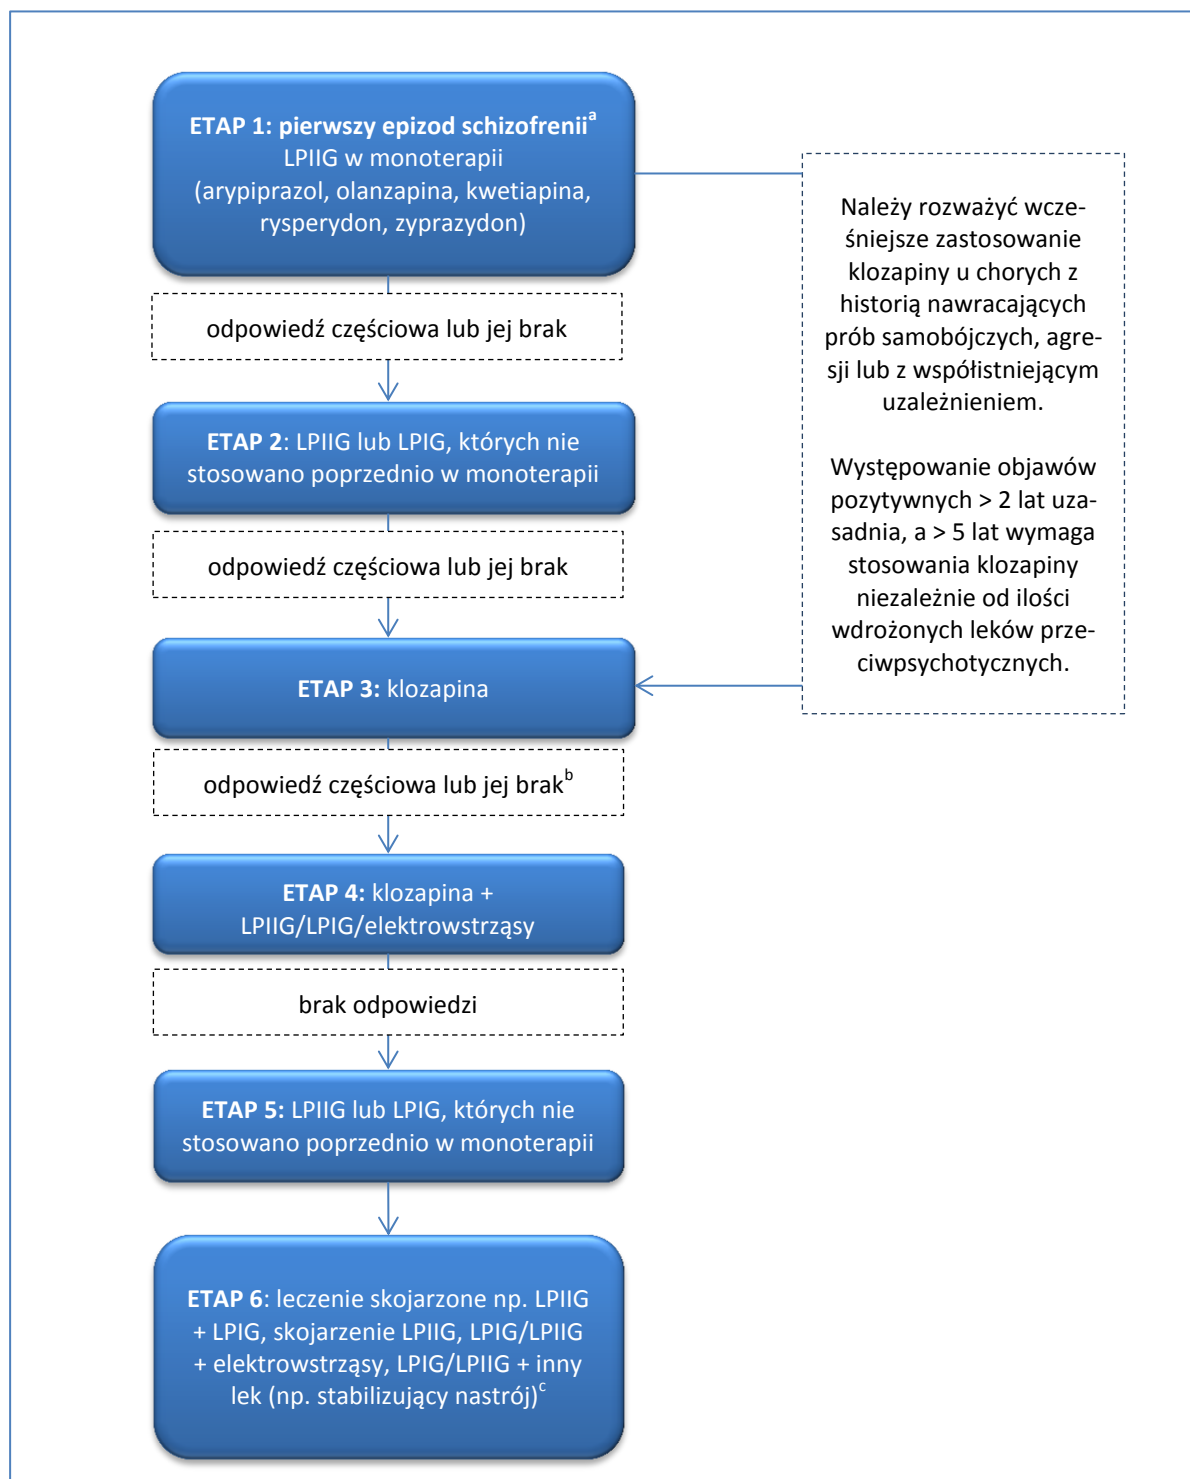 ETAP 1: pierwszy epizod schizofrenii^a
LPIIG w monoterapii
(arypiprazol, olanzapina, kwetiapina,
rysperydon, zyprazydon)
odpowiedź częściowa lub jej brak
ETAP 2: LPIIG lub LPIG, których nie
stosowano poprzednio w monoterapii
odpowiedź częściowa lub jej brak
ETAP 3: klozapina
odpowiedź częściowa lub jej brak^b
ETAP 4: klozapina +
LPIIG/LPIG/elektrowstrząsy
brak odpowiedzi
ETAP 5: LPIIG lub LPIG, których nie
stosowano poprzednio w monoterapii
ETAP 6: leczenie skojarzone np. LPIIG
+ LPIG, skojarzenie LPIIG, LPIG/LPIIG
+ elektrowstrząsy, LPIG/LPIIG + inny
lek (np. stabilizujący nastrój)^c
Należy rozważyć wcze-
śniejsze zastosowanie
klozapiny u chorych z
historią nawracających
prób samobójczych, agre-
sji lub z współistniejącym
uzależnieniem.
Występowanie objawów
pozytywnych > 2 lat uza-
sadnia, a > 5 lat wymaga
stosowania klozapiny
niezależnie od ilości
wdrożonych leków prze-
ciwpsychotycznych.